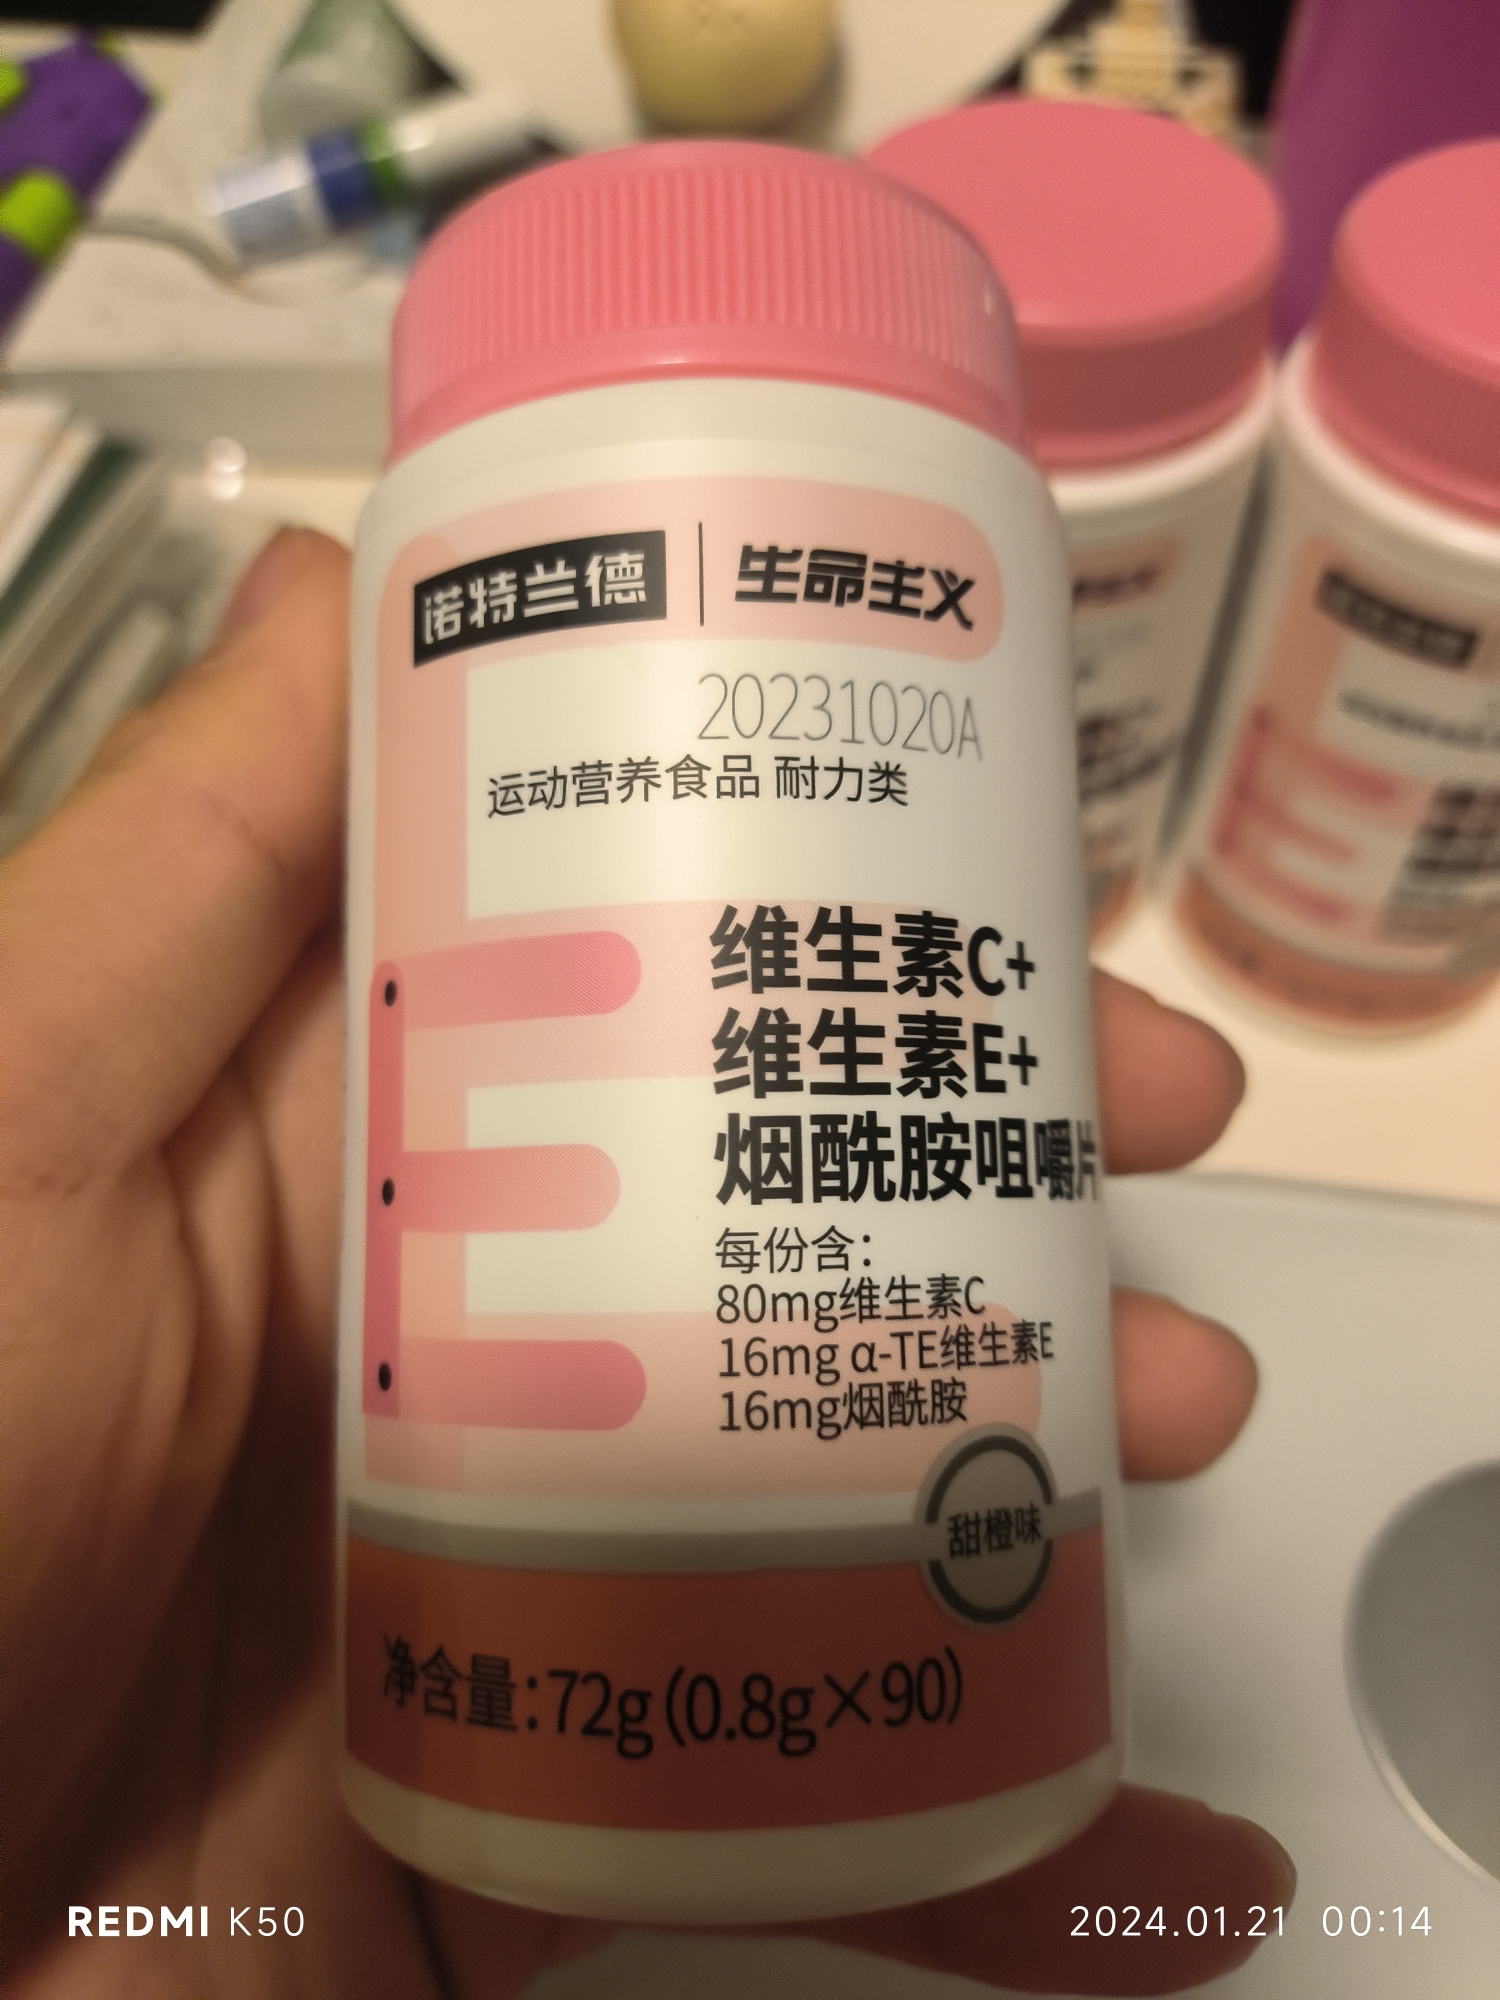 诺特兰德 生命主义
20231020A
运动营养食品 耐力类
维生素C+
维生素E+
烟酰胺咀嚼片
每份含：
80mg维生素C
16mg α-TE维生素E
16mg烟酰胺
甜橙味
净含量：72g(0.8g×90)
REDMI K50
2024.01.21 00:14